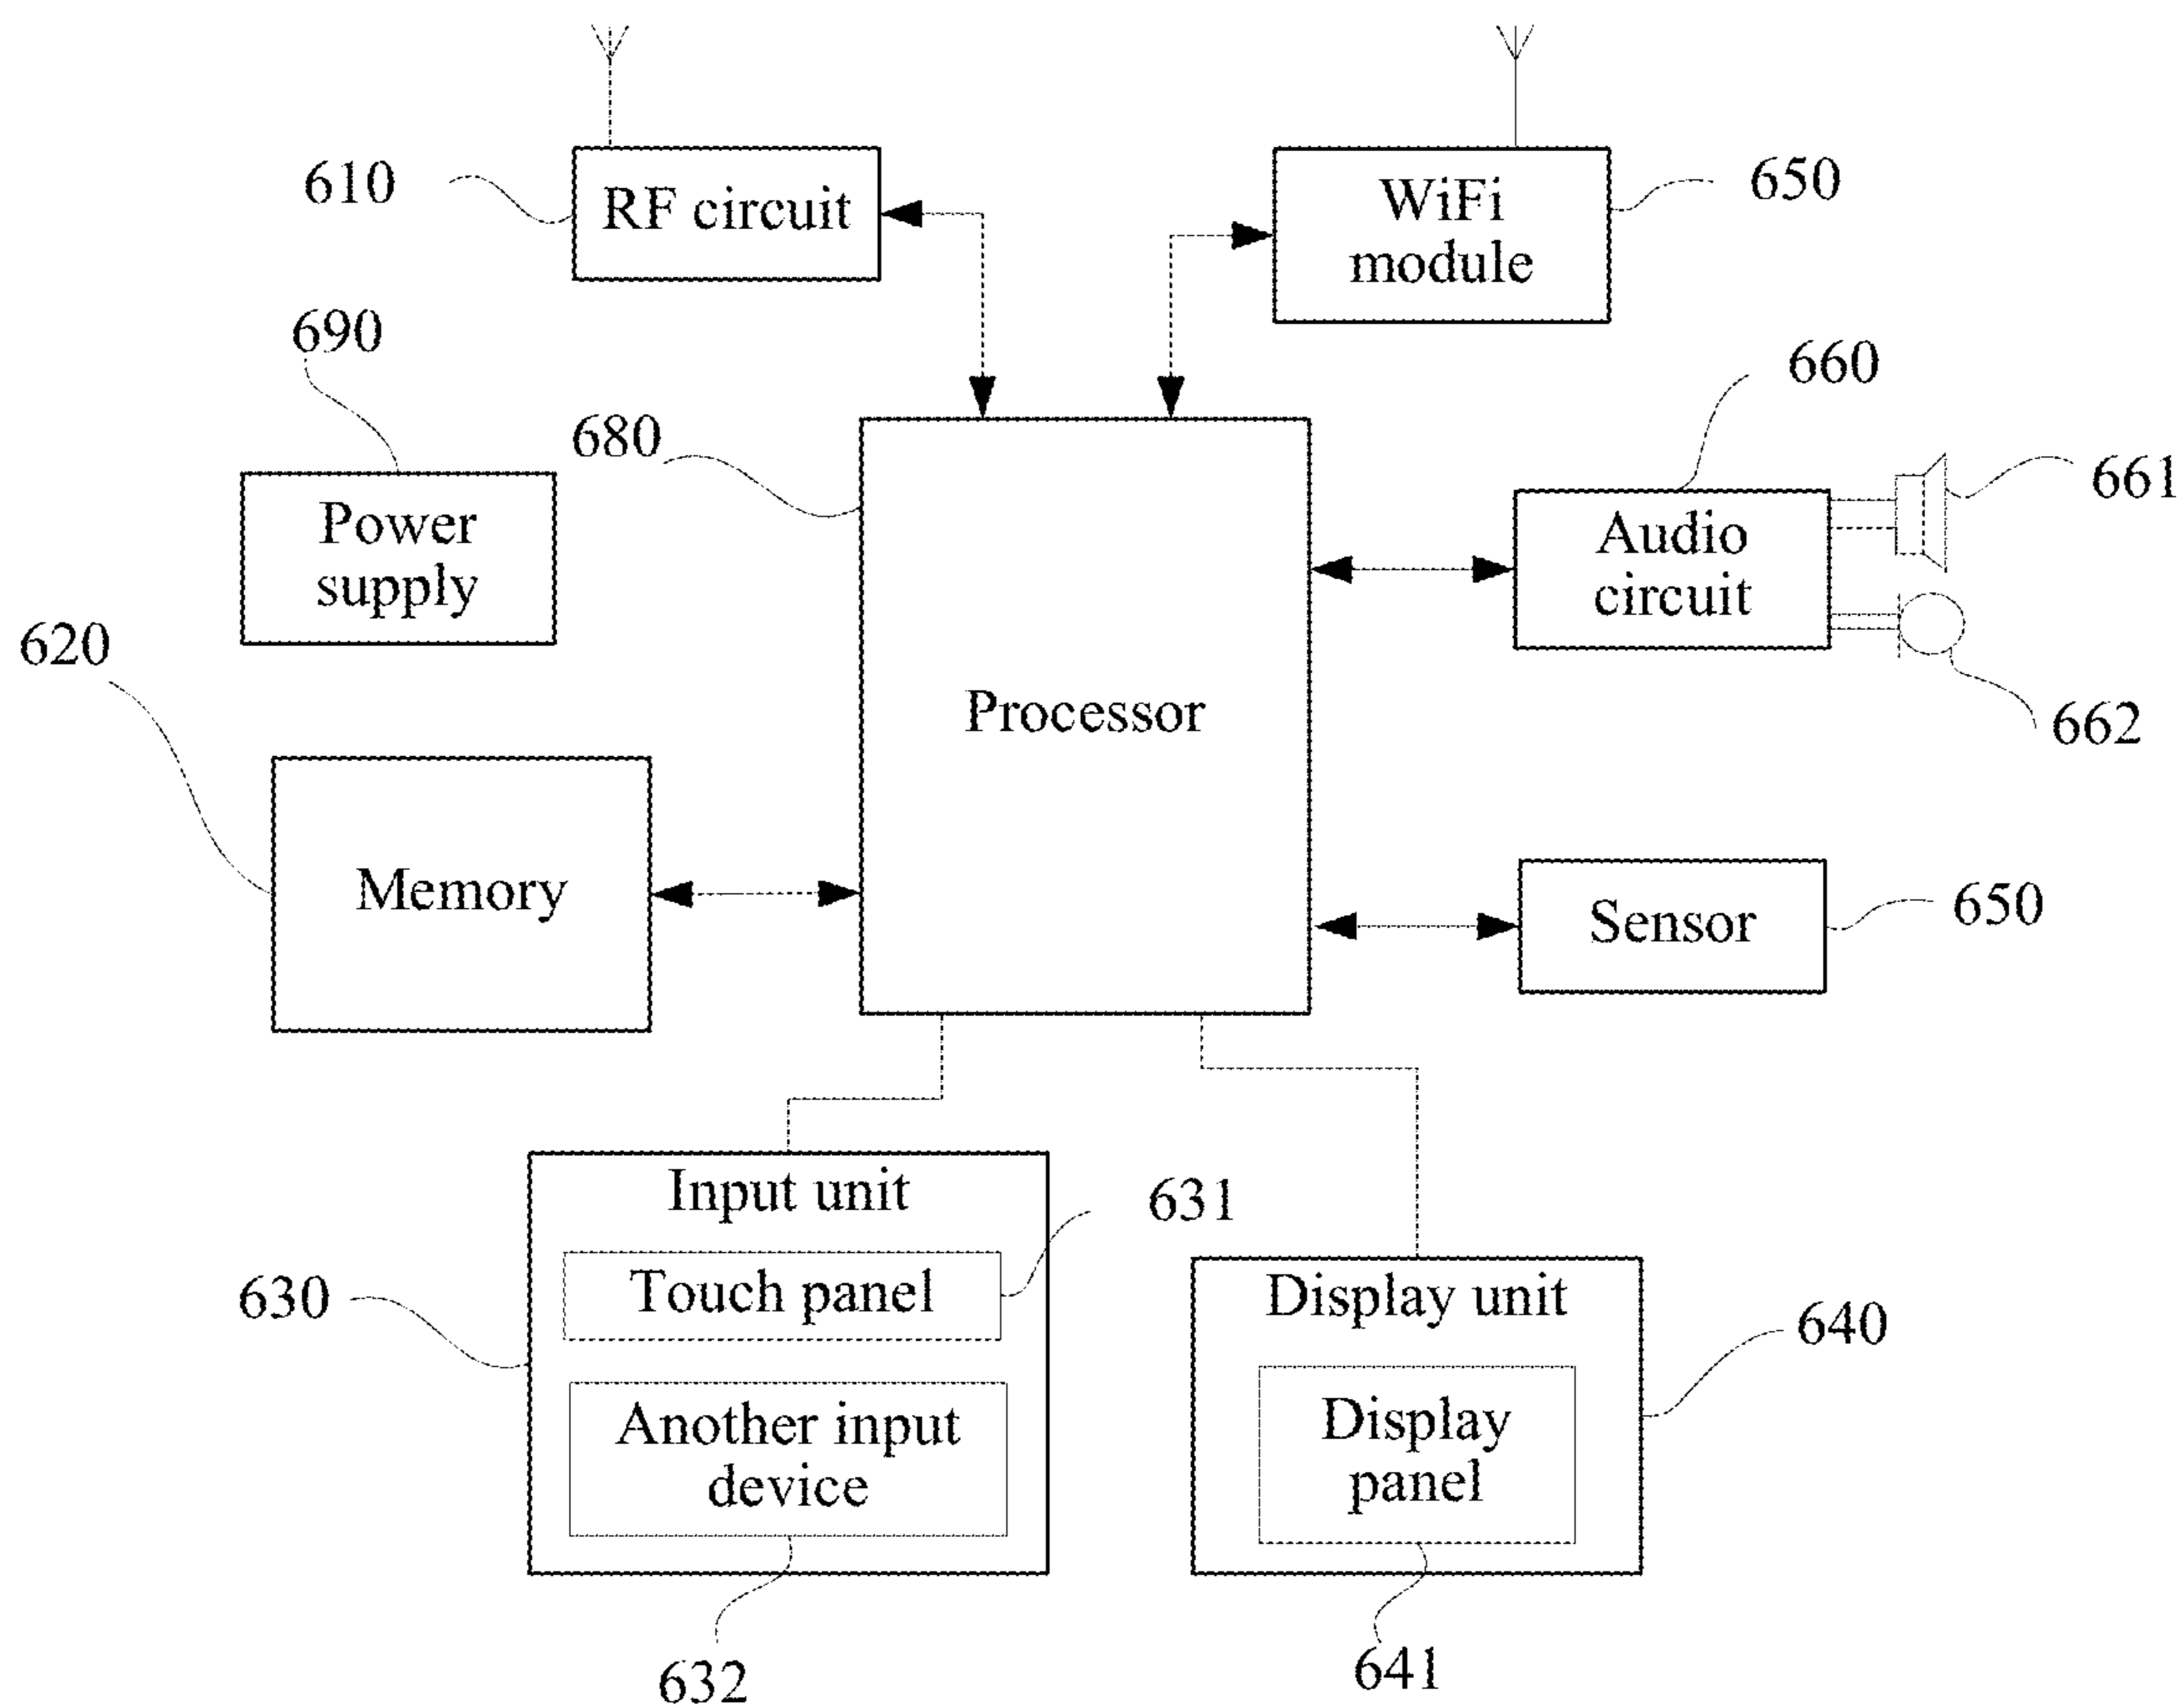 610
RF circuit
WiFi
module
650
690
680
660
661
Power
supply
Audio
circuit
620
Processor
662
Memory
Sensor
650
Input unit
631
Touch panel
630
Another input
device
632
Display unit
640
Display
panel
641